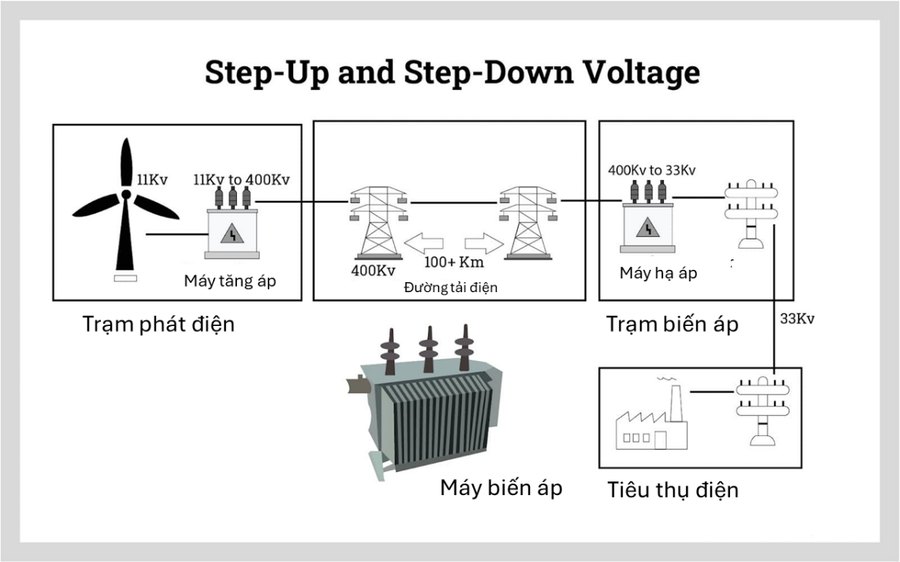 Step-Up and Step-Down Voltage
11Kv
11Kv to 400Kv
Máy tăng áp
Trạm phát điện
400Kv
100+ Km
Đường tải điện
400Kv to 33Kv
Máy hạ áp
Trạm biến áp
33Kv
Máy biến áp
Tiêu thụ điện